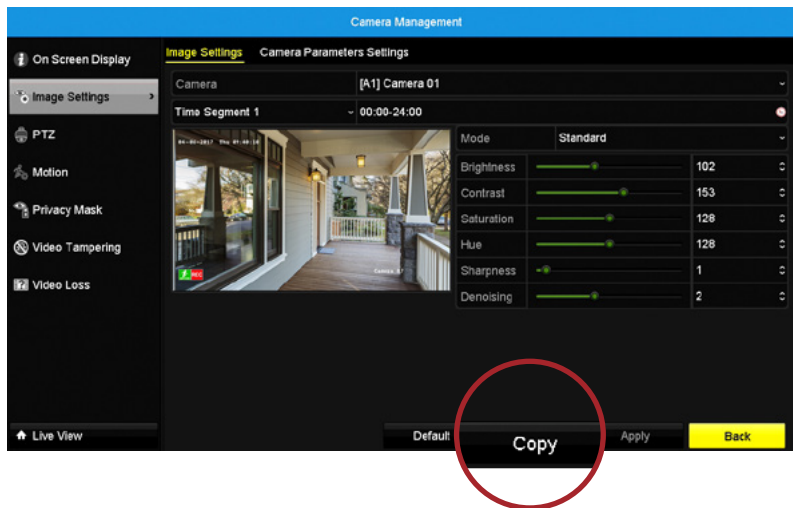 Camera Management
On Screen Display
Image Settings
PTZ
Motion
Privacy Mask
Video Tampering
Video Loss
Live View
Image Settings Camera Parameters Settings
Camera [A1] Camera 01
Time Segment 1 00:00-24:00
Mode Standard
Brightness 102
Contrast 153
Saturation 128
Hue 128
Sharpness 1
Denoising 2
REC
Default Copy Apply Back